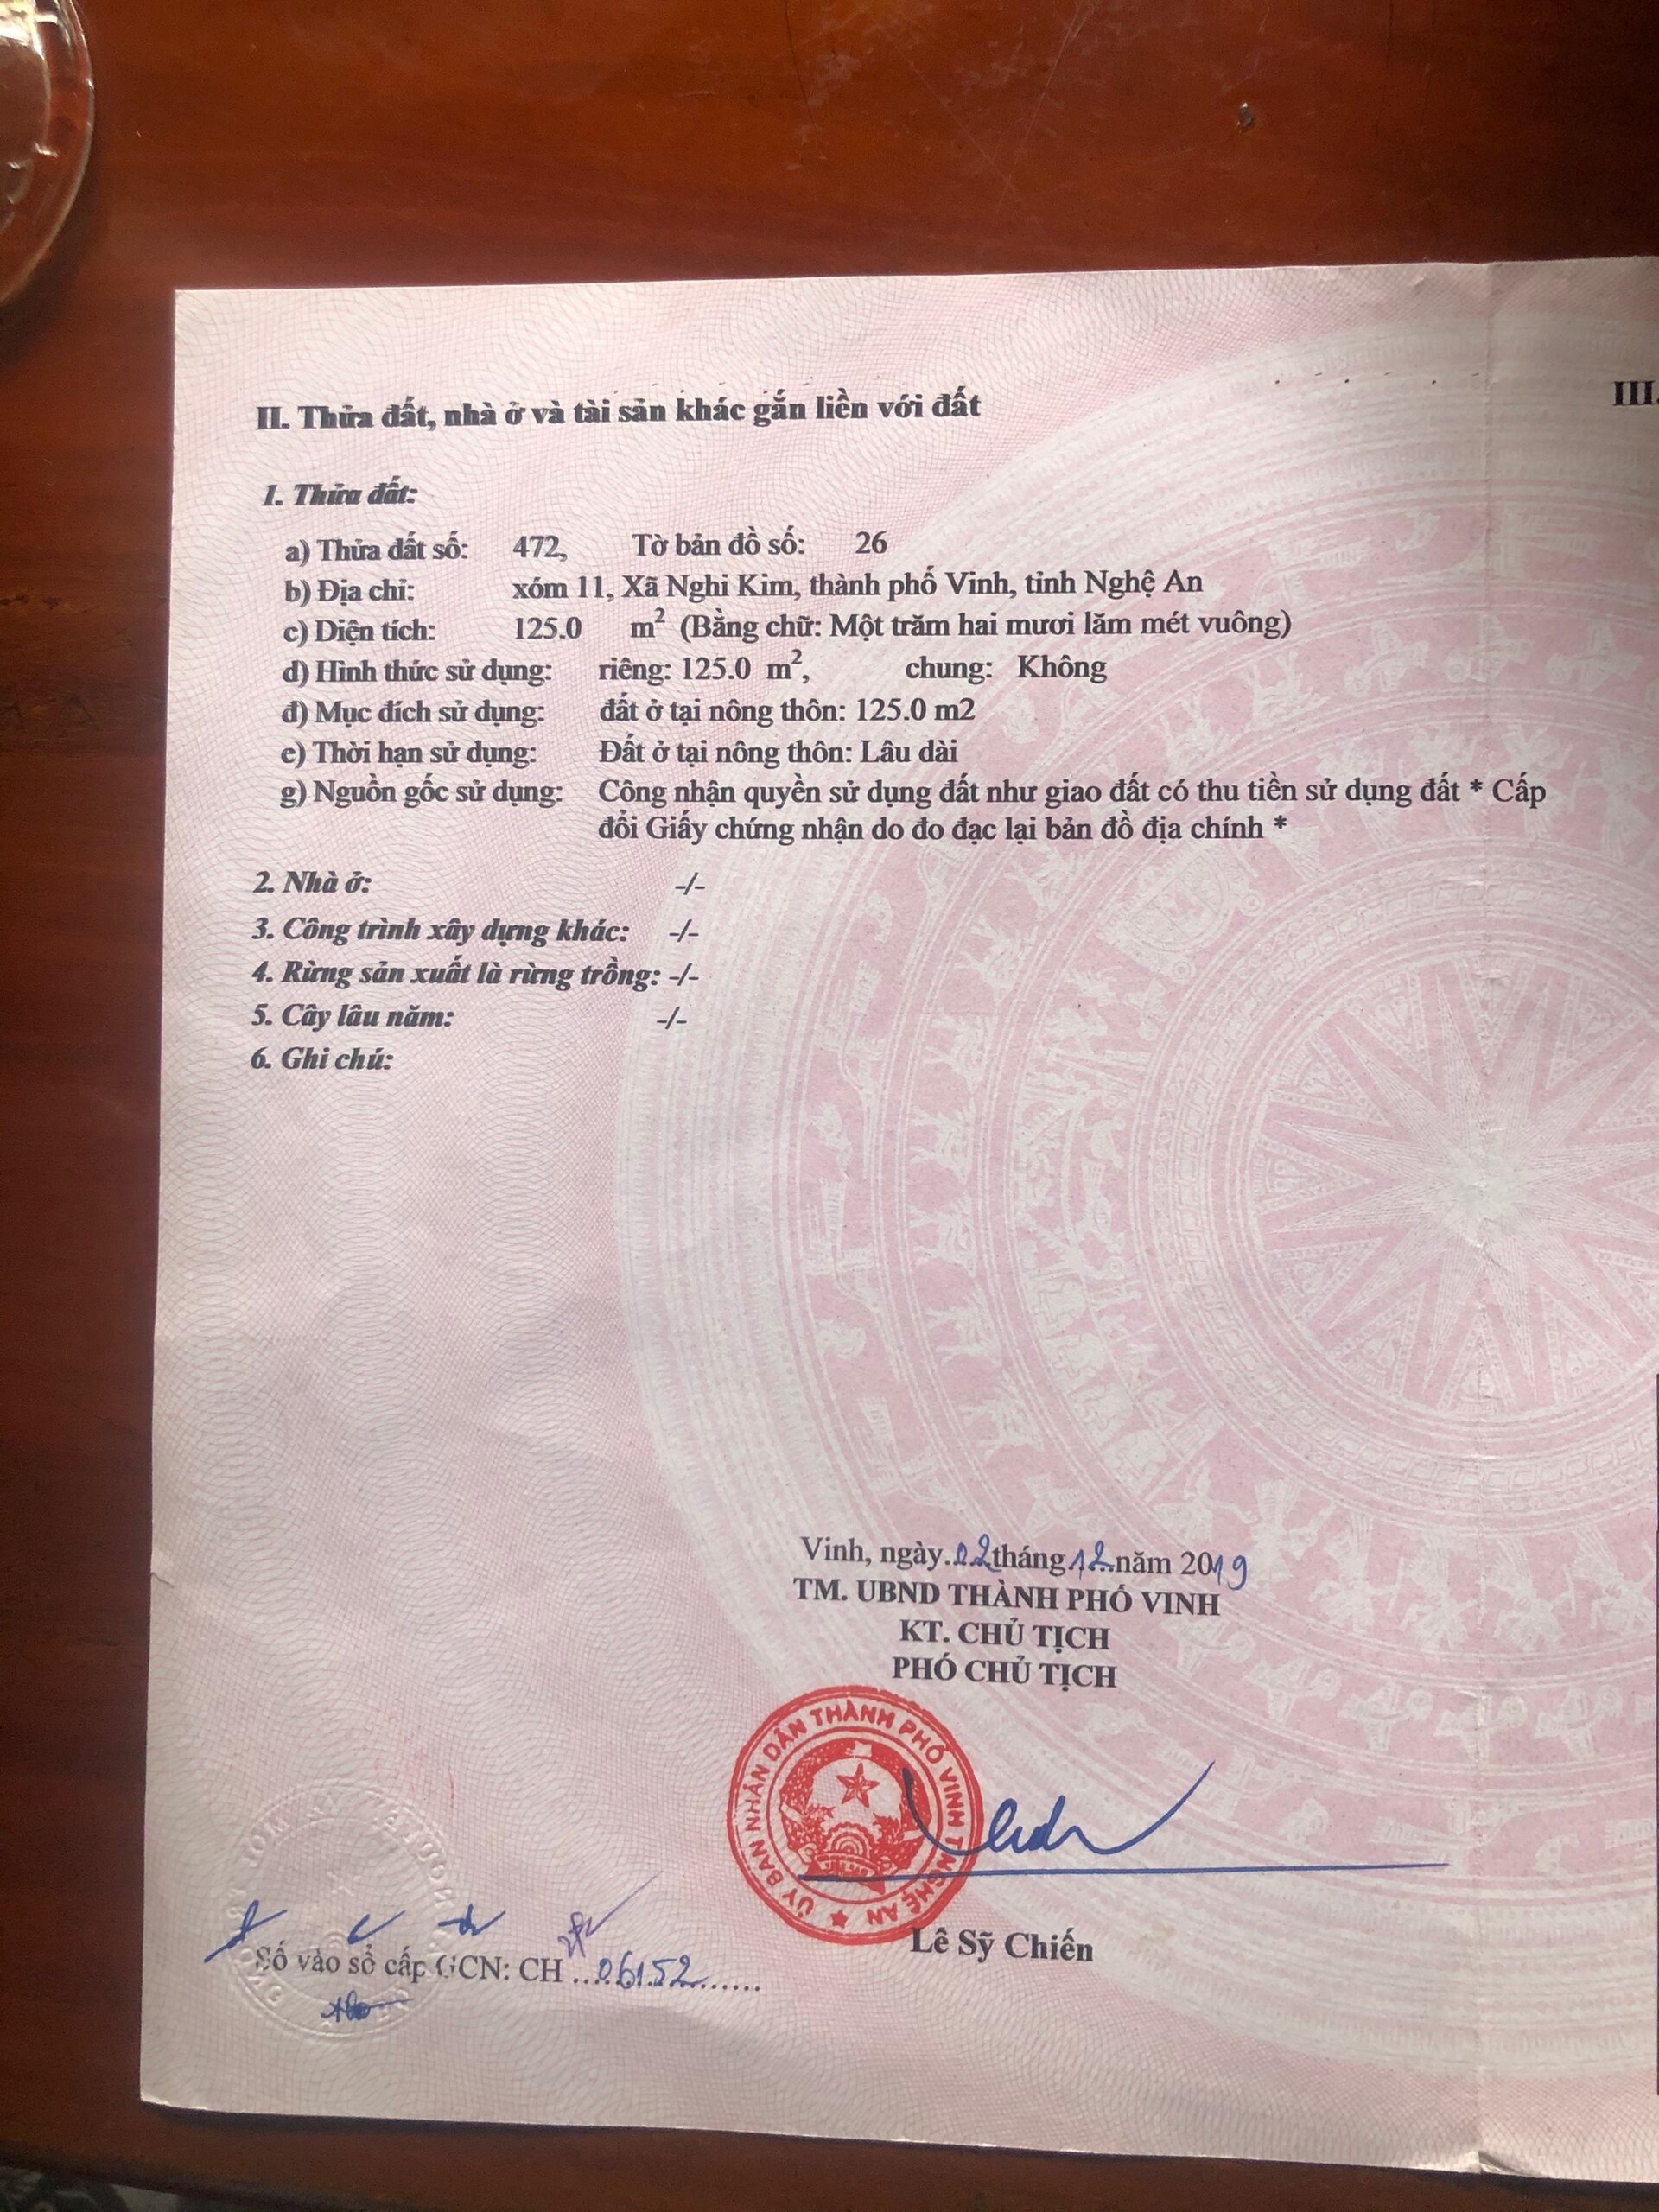 II. Thửa đất, nhà ở và tài sản khác gắn liền với đất
III.
1. Thửa đất:
a) Thửa đất số: 472, Tờ bản đồ số: 26
b) Địa chỉ: xóm 11, Xã Nghi Kim, thành phố Vinh, tỉnh Nghệ An
c) Diện tích: 125.0 m² (Bằng chữ: Một trăm hai mươi lăm mét vuông)
d) Hình thức sử dụng: riêng: 125.0 m², chung: Không
đ) Mục đích sử dụng: đất ở tại nông thôn: 125.0 m2
e) Thời hạn sử dụng: Đất ở tại nông thôn: Lâu dài
g) Nguồn gốc sử dụng: Công nhận quyền sử dụng đất như giao đất có thu tiền sử dụng đất * Cấp
đổi Giấy chứng nhận do đo đạc lại bản đồ địa chính *
2. Nhà ở: -/-
3. Công trình xây dựng khác: -/-
4. Rừng sản xuất là rừng trồng: -/-
5. Cây lâu năm: -/-
6. Ghi chú:
Vinh, ngày.02tháng.12..năm 2019
TM. UBND THÀNH PHỐ VINH
KT. CHỦ TỊCH
PHÓ CHỦ TỊCH
ỦY BAN NHÂN DÂN THÀNH PHỐ VINH T. NGHỆ AN
Lê Sỹ Chiến
Số vào sổ cấp GCN: CH ...06152.......